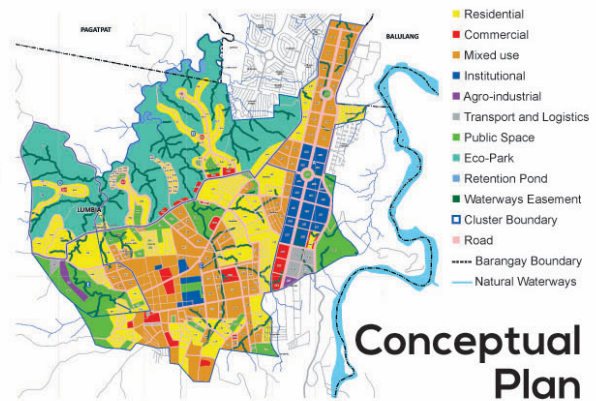 PAGATPAT
BALULANG
LUMBIA
Residential
Commercial
Mixed use
Institutional
Agro-industrial
Transport and Logistics
Public Space
Eco-Park
Retention Pond
Waterways Easement
Cluster Boundary
Road
Barangay Boundary
Natural Waterways
Conceptual
Plan